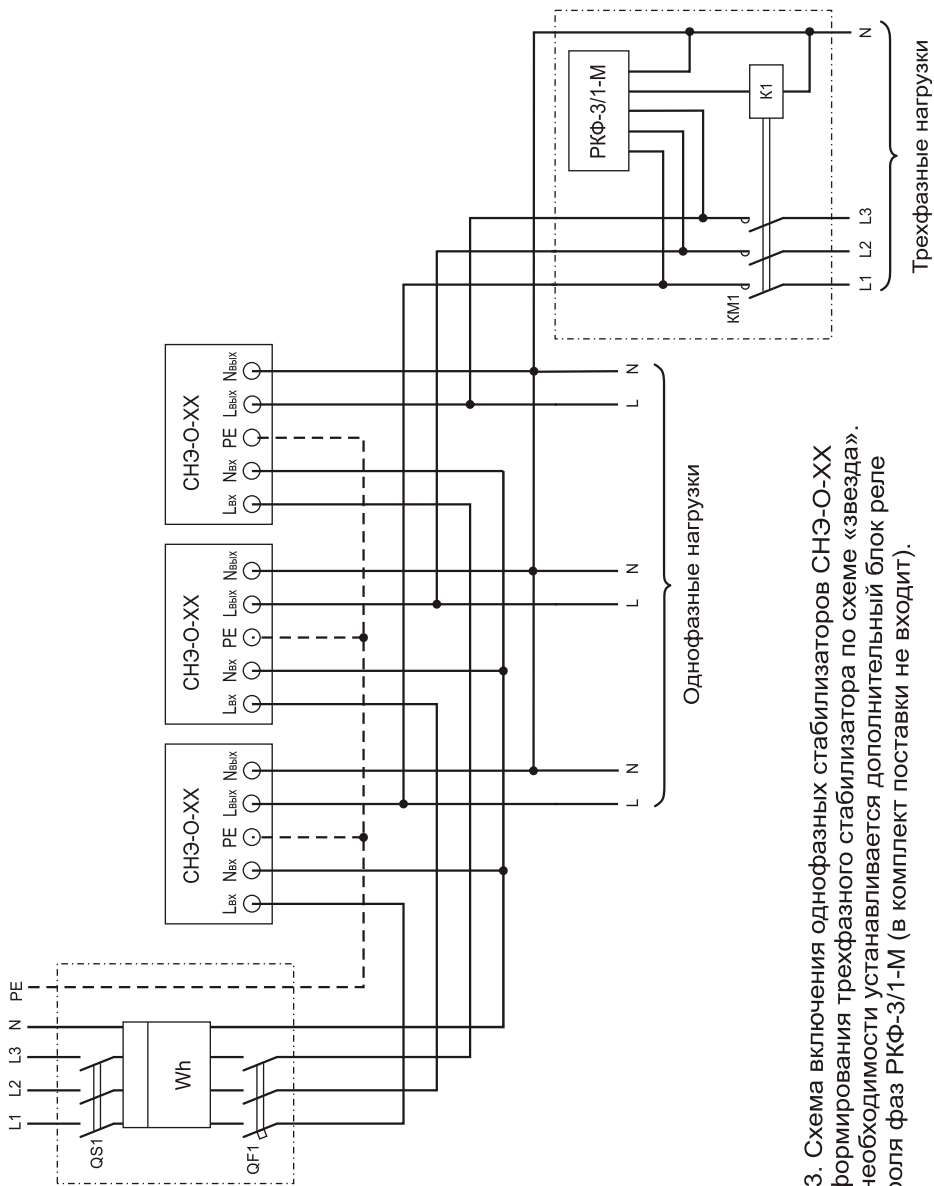 L1 L2 L3 N PE
QS1
Wh
QF1
СНЭ-О-ХХ
Lвх Nвх PE Lвых Nвых
СНЭ-О-ХХ
Lвх Nвх PE Lвых Nвых
СНЭ-О-ХХ
Lвх Nвх PE Lвых Nвых
L N L N L N
Однофазные нагрузки
РКФ-3/1-М
КМ1
К1
L1 L2 L3 N
Трехфазные нагрузки
3. Схема включения однофазных стабилизаторов СНЭ-О-ХХ
формирования трехфазного стабилизатора по схеме «звезда».
необходимости устанавливается дополнительный блок реле
роля фаз РКФ-3/1-М (в комплект поставки не входит).